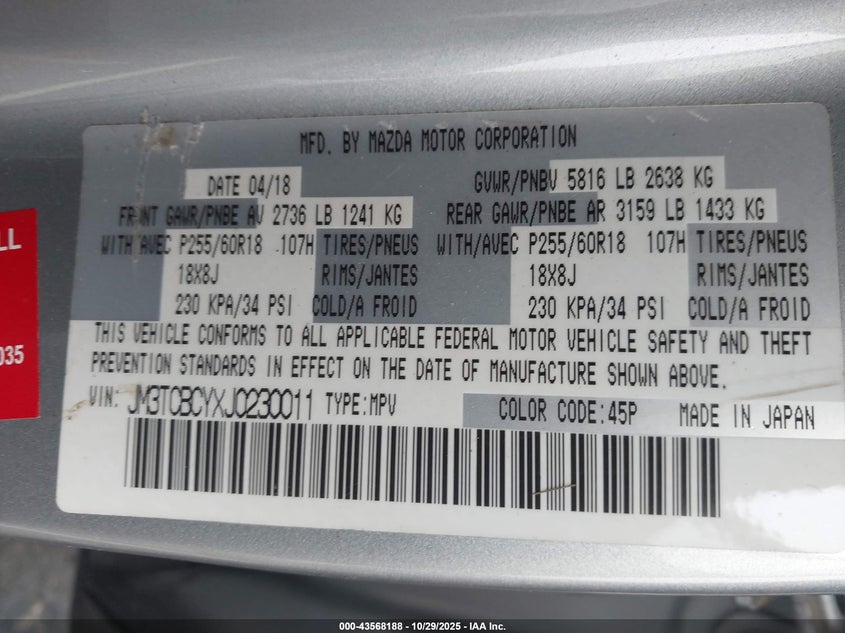 MFD. BY MAZDA MOTOR CORPORATION
DATE 04/18 GVWR/PNBV 5816 LB 2638 KG
FRONT GAWR/PNBE AV 2736 LB 1241 KG REAR GAWR/PNBE AR 3159 LB 1433 KG
WITH/AVEC P255/60R18 107H TIRES/PNEUS WITH/AVEC P255/60R18 107H TIRES/PNEUS
18X8J RIMS/JANTES 18X8J RIMS/JANTES
230 KPA/34 PSI COLD/A FROID 230 KPA/34 PSI COLD/A FROID
THIS VEHICLE CONFORMS TO ALL APPLICABLE FEDERAL MOTOR VEHICLE SAFETY AND THEFT
PREVENTION STANDARDS IN EFFECT ON THE DATE OF MANUFACTURE SHOWN ABOVE.
VIN: JM3TCBCYXJ0230011 TYPE:MPV COLOR CODE:45P MADE IN JAPAN
LL
035
000-43568188 - 10/29/2025 - IAA Inc.